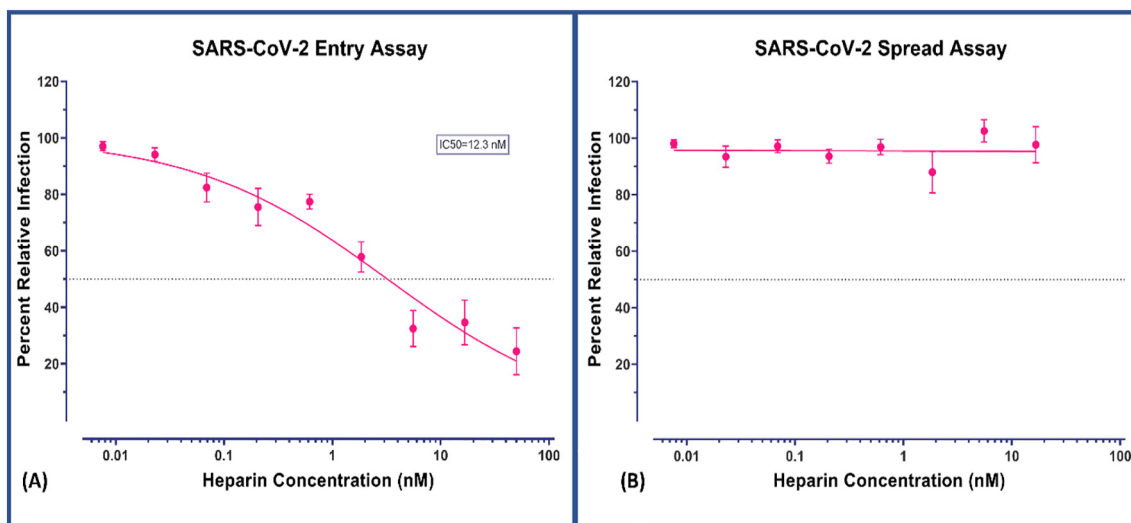 SARS-CoV-2 Entry Assay
120
100
80
60
40
20
Percent Relative Infection
IC50=12.3 nM
0.01
0.1
1
10
100
Heparin Concentration (nM)
(A)
SARS-CoV-2 Spread Assay
120
100
80
60
40
20
Percent Relative Infection
0.01
0.1
1
10
100
Heparin Concentration (nM)
(B)